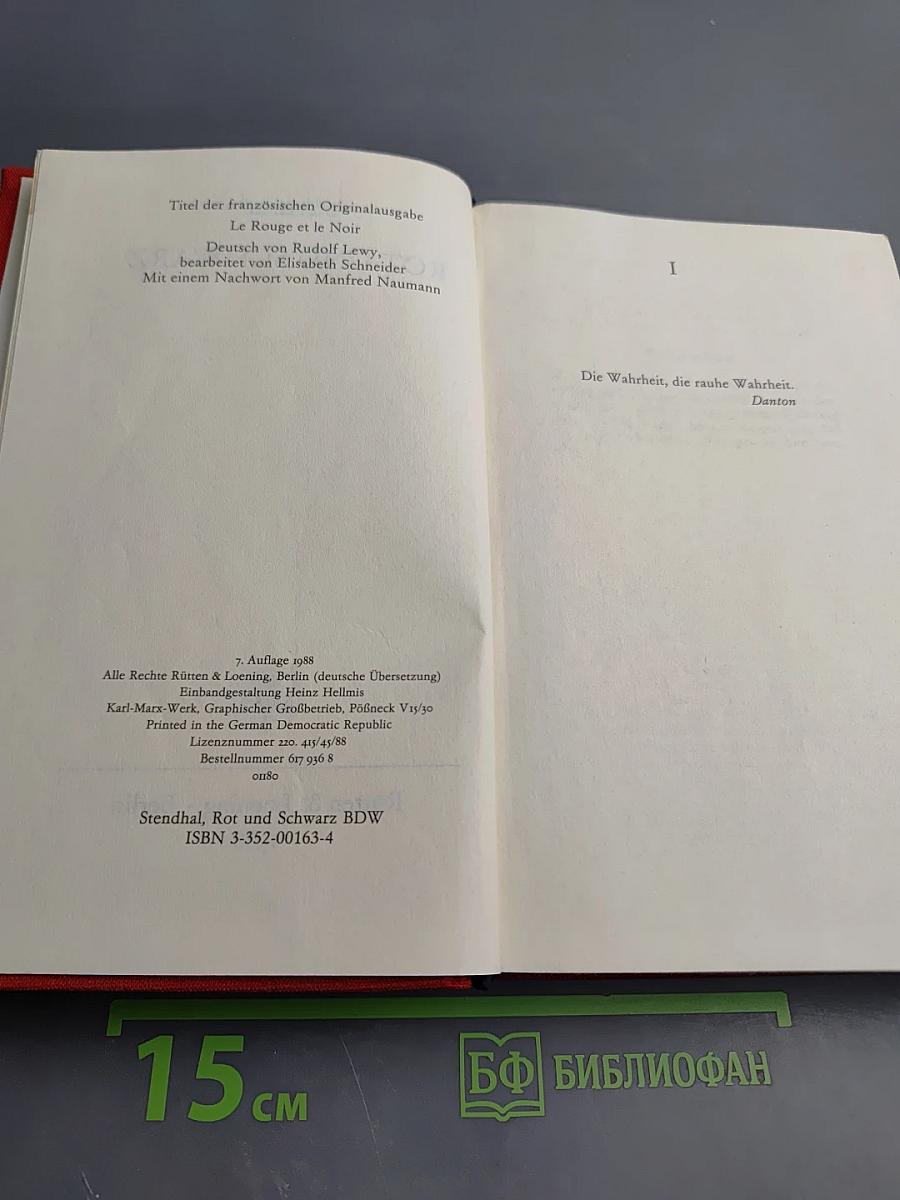 Titel der französischen Originalausgabe
Le Rouge et le Noir
Deutsch von Rudolf Lewy,
bearbeitet von Elisabeth Schneider
Mit einem Nachwort von Manfred Naumann
7. Auflage 1988
Alle Rechte Rütten & Loening, Berlin (deutsche Übersetzung)
Einbandgestaltung Heinz Hellmis
Karl-Marx-Werk, Graphischer Großbetrieb, Pößneck V15/30
Printed in the German Democratic Republic
Lizenznummer 220. 415/45/88
Bestellnummer 617 936 8
01180
Stendhal, Rot und Schwarz BDW
ISBN 3-352-00163-4
I
Die Wahrheit, die rauhe Wahrheit.
Danton
15 см
БФ БИБЛИОФАН